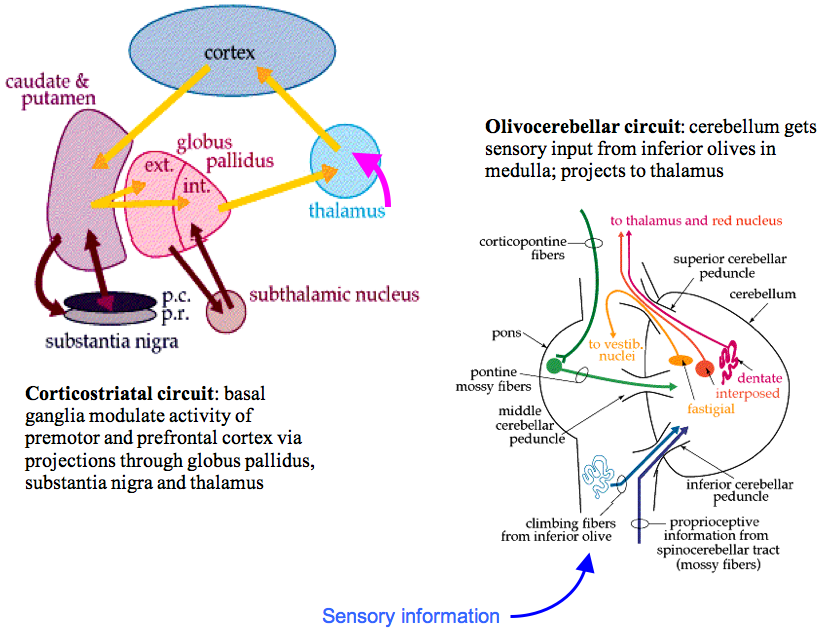 cortex
caudate &
putamen
globus
pallidus
ext.
int.
thalamus
subthalamic nucleus
p.c.
p.r.
substantia nigra
Corticostriatal circuit: basal
ganglia modulate activity of
premotor and prefrontal cortex via
projections through globus pallidus,
substantia nigra and thalamus
Olivocerebellar circuit: cerebellum gets
sensory input from inferior olives in
medulla; projects to thalamus
to thalamus and red nucleus
corticopontine
fibers
superior cerebellar
peduncle
cerebellum
pons
to vestib.
nuclei
pontine
mossy fibers
dentate
interposed
fastigial
middle
cerebellar
peduncle
inferior cerebellar
peduncle
climbing fibers
from inferior olive
proprioceptive
information from
spinocerebellar tract
(mossy fibers)
Sensory information